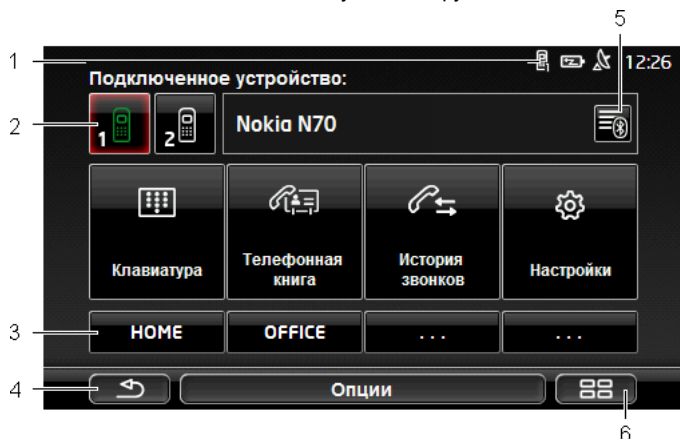 5
1
12:26
Подключенное устройство:
2
1
2
Nokia N70
Клавиатура
Телефонная
книга
История
звонков
Настройки
3
HOME
OFFICE
...
...
4
Опции
6